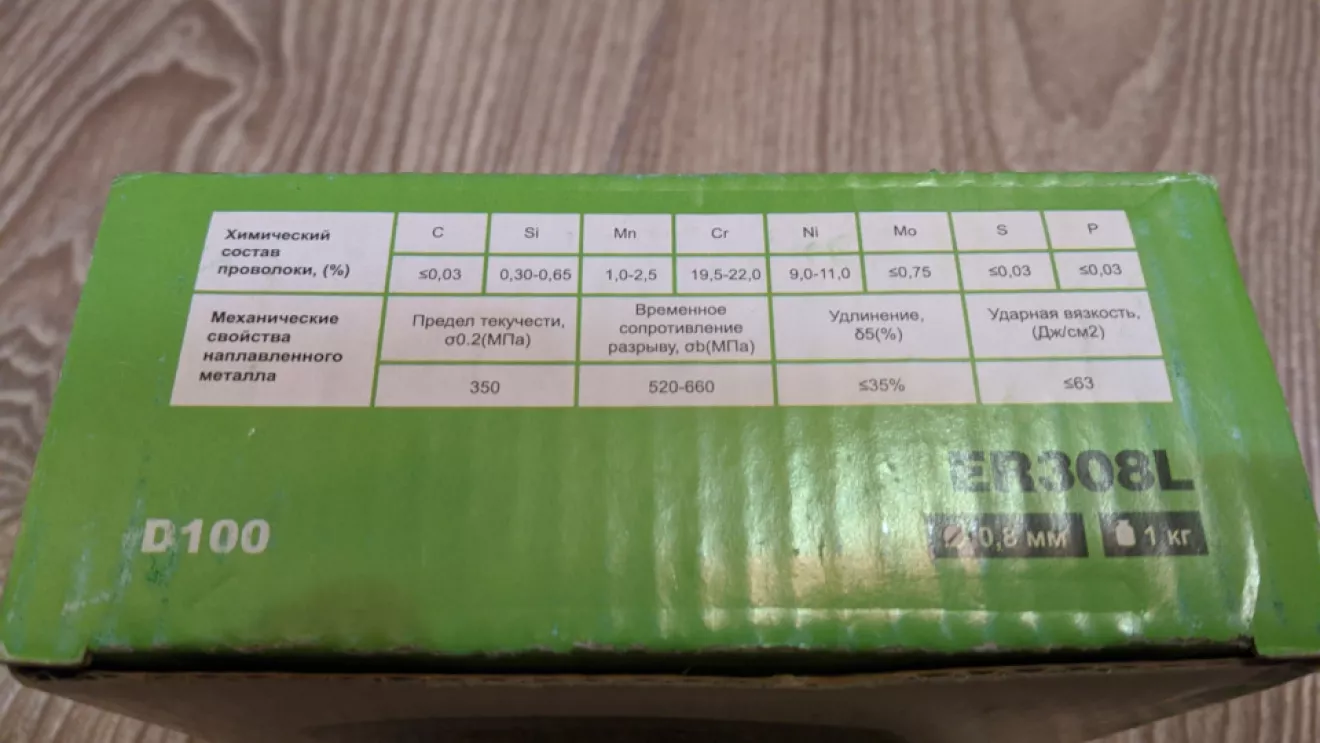 Химический
состав
проволоки, (%)
C Si Mn Cr Ni Mo S P
≤0,03 0,30-0,65 1,0-2,5 19,5-22,0 9,0-11,0 ≤0,75 ≤0,03 ≤0,03
Механические
свойства
наплавленного
металла
Предел текучести,
σ0.2(МПа)
Временное
сопротивление
разрыву, σb(МПа)
Удлинение,
δ5(%)
Ударная вязкость,
(Дж/см2)
350 520-660 ≤35% ≤63
ER308L
D100
0,8 мм 1 кг